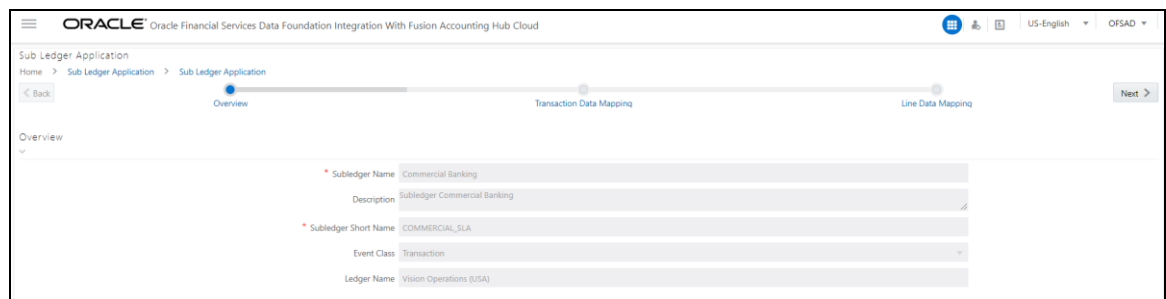 ORACLE® Oracle Financial Services Data Foundation Integration With Fusion Accounting Hub Cloud US-English OFSAD
Sub Ledger Application
Home > Sub Ledger Application > Sub Ledger Application
< Back Next >
Overview Transaction Data Mapping Line Data Mapping
Overview
* Subledger Name Commercial Banking
Description Subledger Commercial Banking
* Subledger Short Name COMMERCIAL_SLA
Event Class Transaction
Ledger Name Vision Operations (USA)